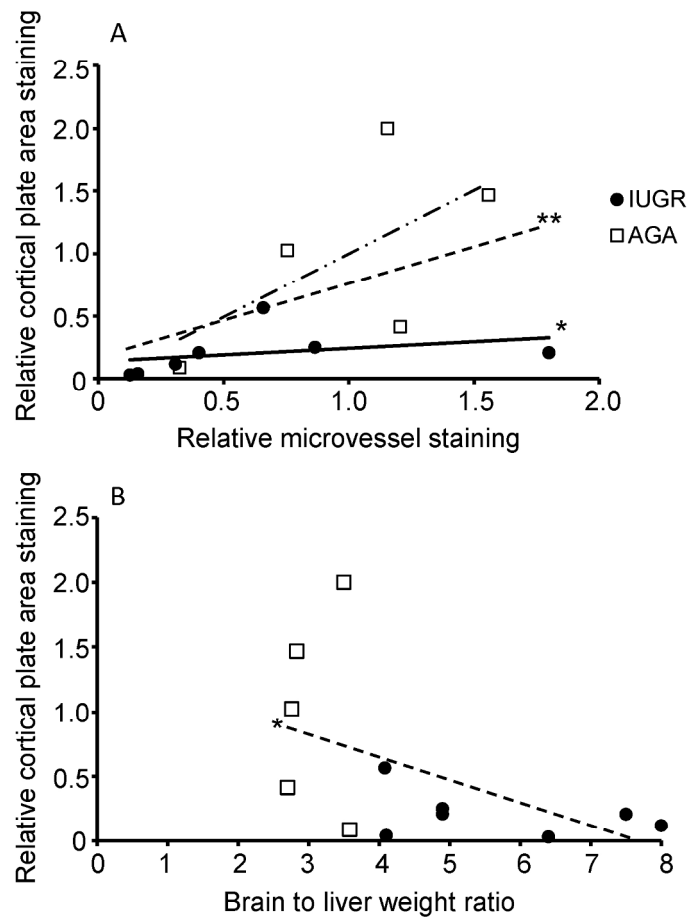 A
Relative cortical plate area staining
2.5
2.0
1.5
1.0
0.5
0
**
*
IUGR
AGA
0 0.5 1.0 1.5 2.0
Relative microvessel staining
B
Relative cortical plate area staining
2.5
2.0
1.5
1.0
0.5
0
*
0 1 2 3 4 5 6 7 8
Brain to liver weight ratio